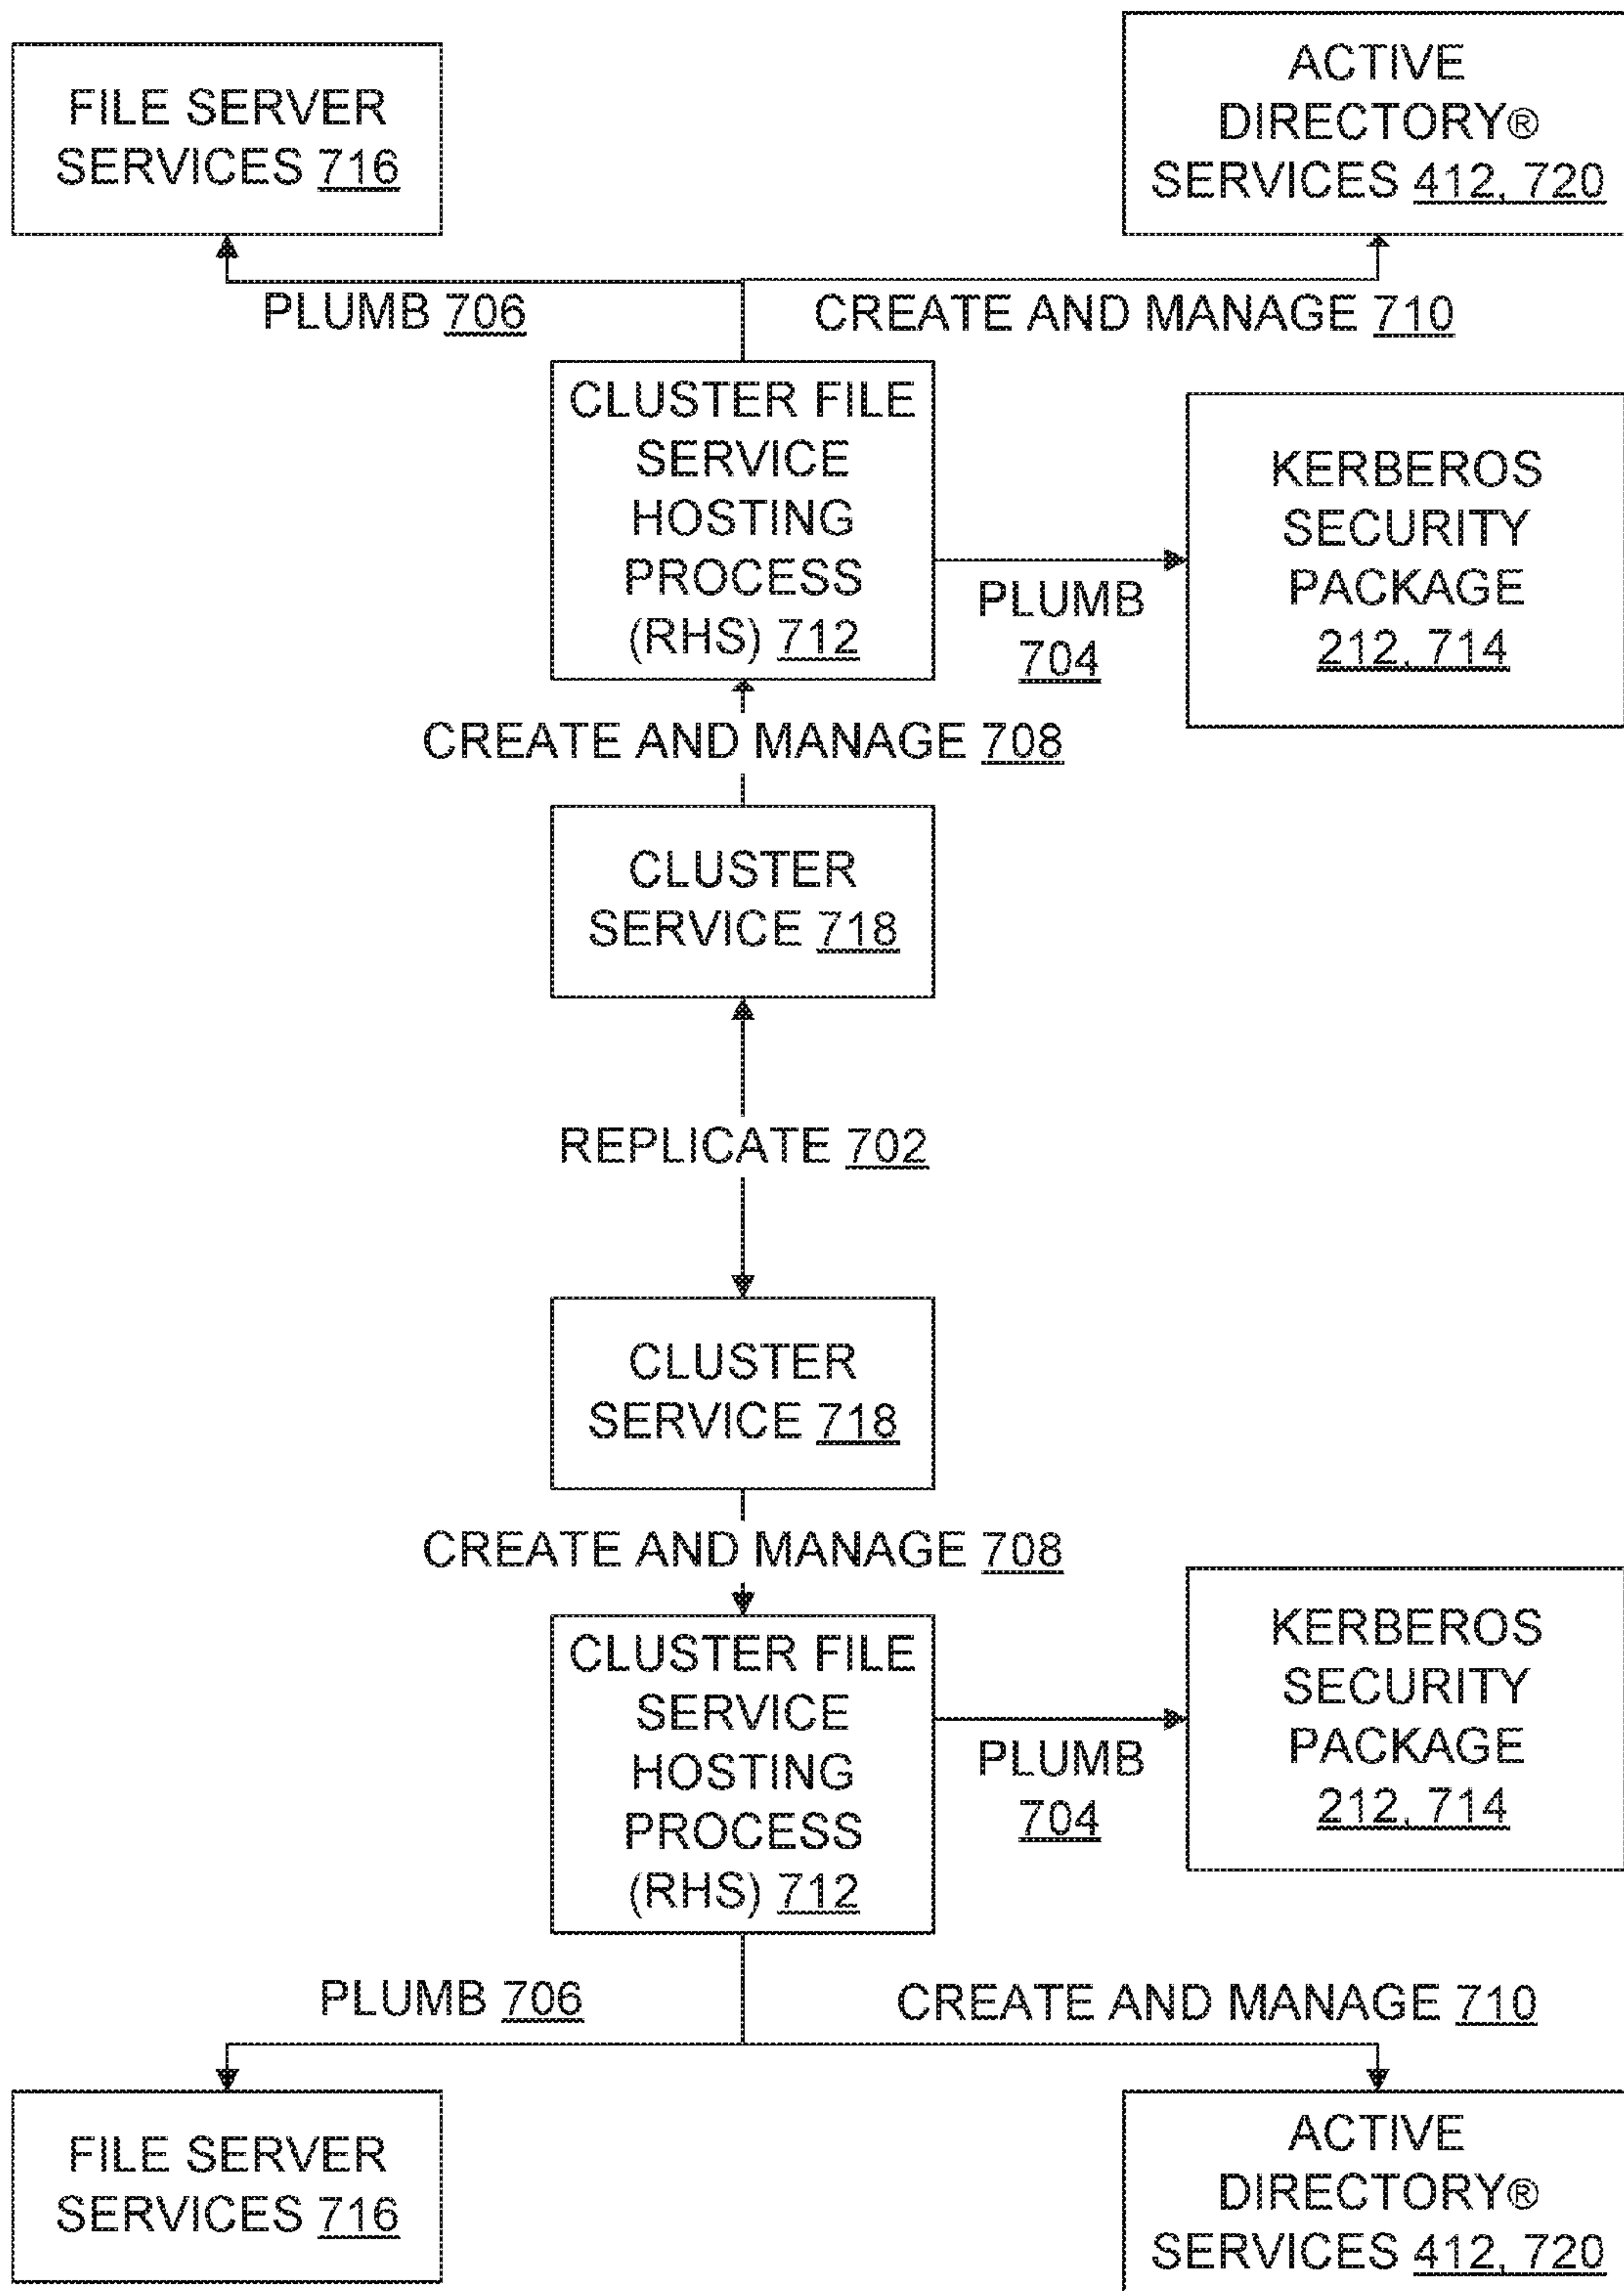 FILE SERVER
SERVICES 716
ACTIVE
DIRECTORY®
SERVICES 412, 720
PLUMB 706
CREATE AND MANAGE 710
CLUSTER FILE
SERVICE
HOSTING
PROCESS
(RHS) 712
PLUMB
704
KERBEROS
SECURITY
PACKAGE
212, 714
CREATE AND MANAGE 708
CLUSTER
SERVICE 718
REPLICATE 702
CLUSTER
SERVICE 718
CREATE AND MANAGE 708
CLUSTER FILE
SERVICE
HOSTING
PROCESS
(RHS) 712
PLUMB
704
KERBEROS
SECURITY
PACKAGE
212, 714
PLUMB 706
CREATE AND MANAGE 710
FILE SERVER
SERVICES 716
ACTIVE
DIRECTORY®
SERVICES 412, 720